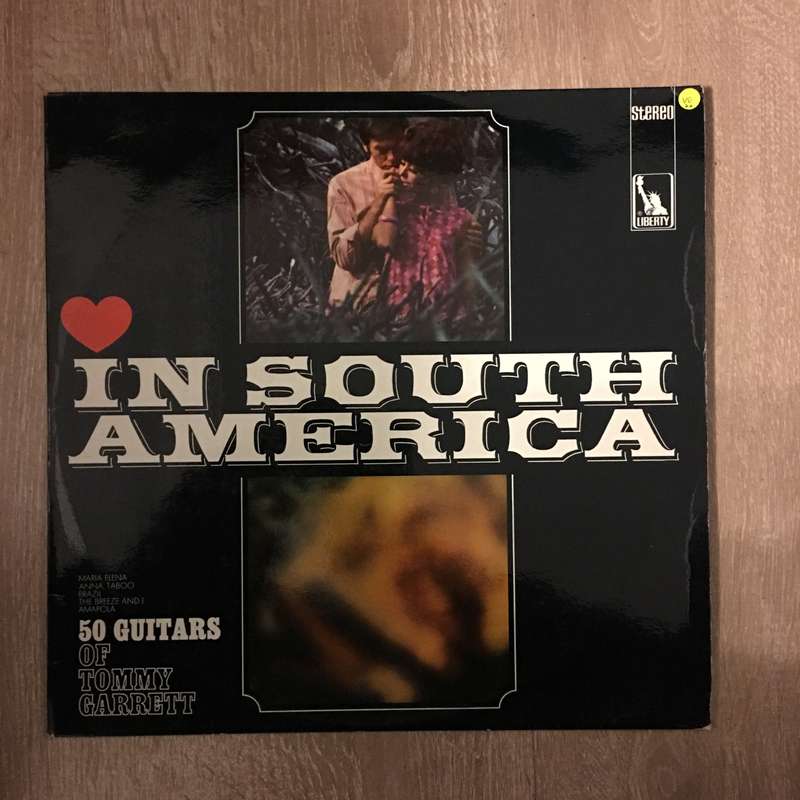 Stereo
® LIBERTY
IN SOUTH
AMERICA
MARIA ELENA
ANNA, TABOO
BRAZIL
THE BREEZE AND I
AMAPOLA
50 GUITARS
OF
TOMMY
GARRETT